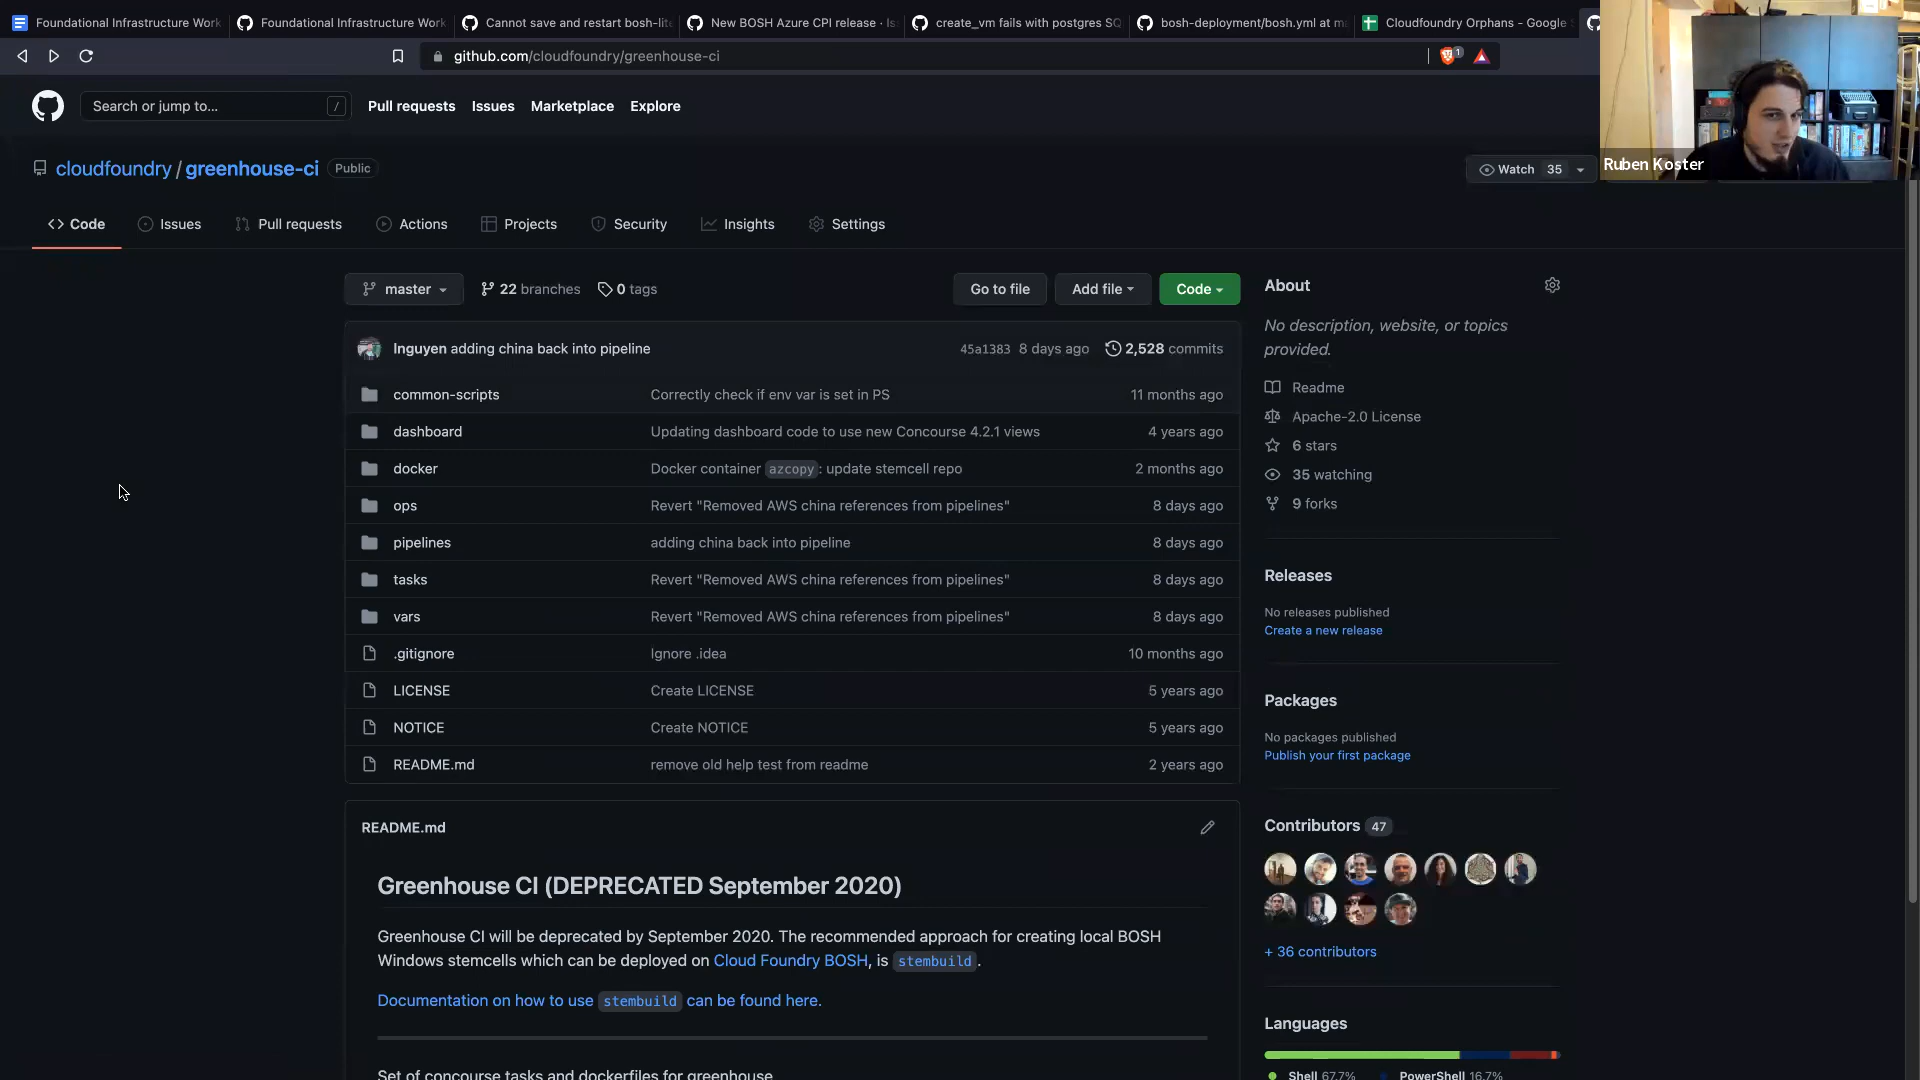 Foundational Infrastructure Work
Foundational Infrastructure Work
Cannot save and restart bosh-lite
New BOSH Azure CPI release · Is
create_vm fails with postgres SQ
bosh-deployment/bosh.yml at ma
Cloudfoundry Orphans - Google
github.com/cloudfoundry/greenhouse-ci
1
Search or jump to...
/
Pull requests
Issues
Marketplace
Explore
Ruben Koster
cloudfoundry / greenhouse-ci
Public
Watch 35
Code
Issues
Pull requests
Actions
Projects
Security
Insights
Settings
master
22 branches
0 tags
Go to file
Add file
Code
lnguyen adding china back into pipeline
45a1383 8 days ago
2,528 commits
common-scripts
Correctly check if env var is set in PS
11 months ago
dashboard
Updating dashboard code to use new Concourse 4.2.1 views
4 years ago
docker
Docker container azcopy: update stemcell repo
2 months ago
ops
Revert "Removed AWS china references from pipelines"
8 days ago
pipelines
adding china back into pipeline
8 days ago
tasks
Revert "Removed AWS china references from pipelines"
8 days ago
vars
Revert "Removed AWS china references from pipelines"
8 days ago
.gitignore
Ignore .idea
10 months ago
LICENSE
Create LICENSE
5 years ago
NOTICE
Create NOTICE
5 years ago
README.md
remove old help test from readme
2 years ago
README.md
Greenhouse CI (DEPRECATED September 2020)
Greenhouse CI will be deprecated by September 2020. The recommended approach for creating local BOSH
Windows stemcells which can be deployed on Cloud Foundry BOSH, is stembuild.
Documentation on how to use stembuild can be found here.
Set of concourse tasks and dockerfiles for greenhouse
About
No description, website, or topics
provided.
Readme
Apache-2.0 License
6 stars
35 watching
9 forks
Releases
No releases published
Create a new release
Packages
No packages published
Publish your first package
Contributors 47
+ 36 contributors
Languages
Shell 67.7%
PowerShell 16.7%